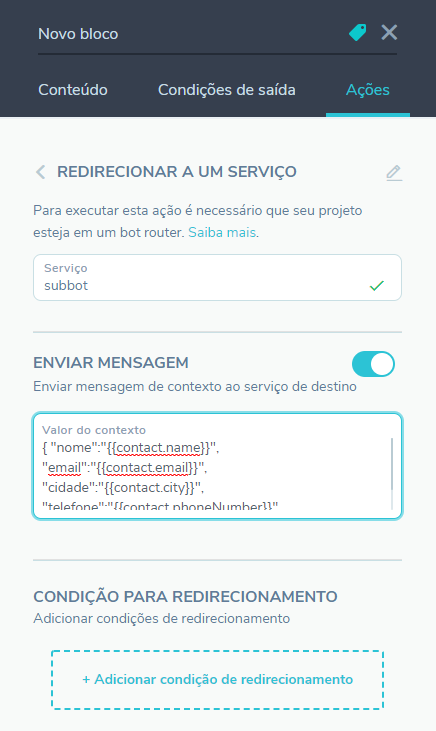 Novo bloco
Conteúdo Condições de saída Ações
REDIRECIONAR A UM SERVIÇO
Para executar esta ação é necessário que seu projeto
esteja em um bot router. Saiba mais.
Serviço
subbot
ENVIAR MENSAGEM
Enviar mensagem de contexto ao serviço de destino
Valor do contexto
{ "nome":"{{contact.name}}",
"email":"{{contact.email}}",
"cidade":"{{contact.city}}",
"telefone":"{{contact.phoneNumber}}"
CONDIÇÃO PARA REDIRECIONAMENTO
Adicionar condições de redirecionamento
+ Adicionar condição de redirecionamento